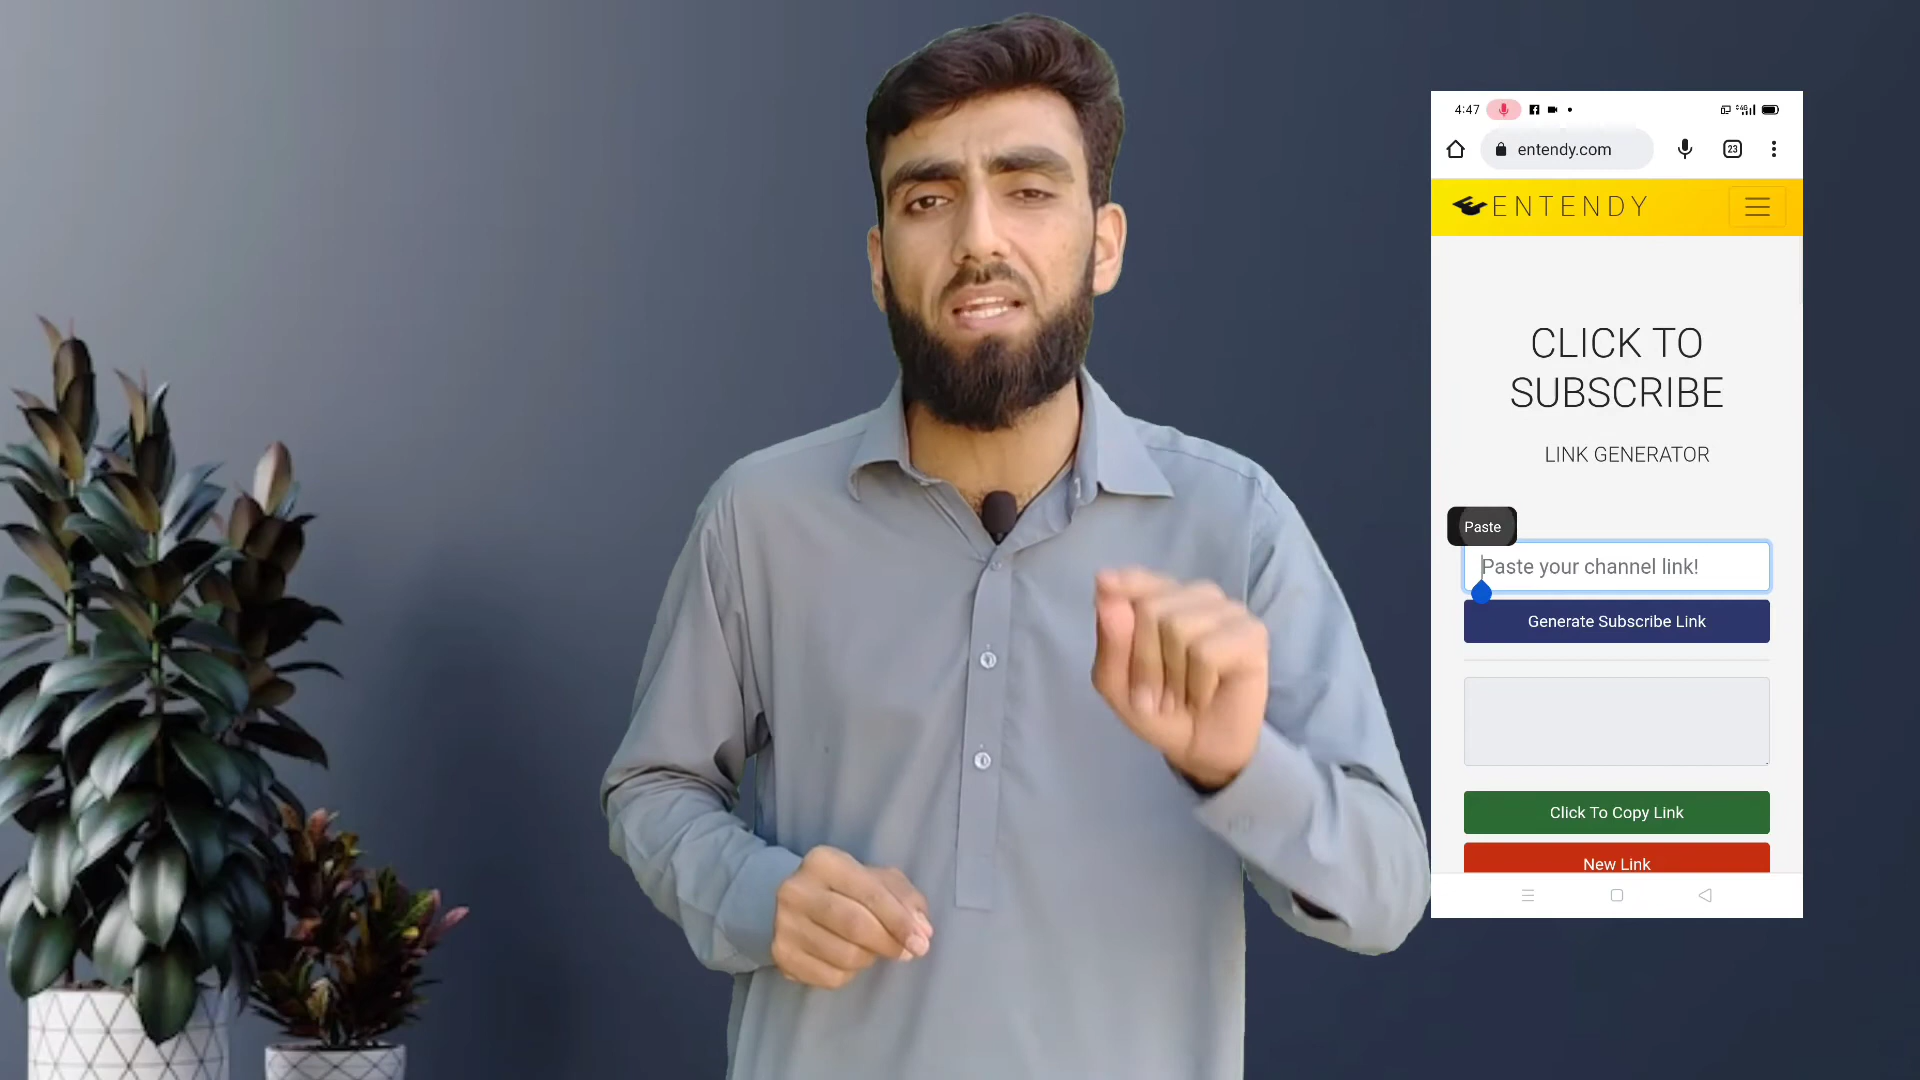 4:47
entendy.com
23
ENTENDY
CLICK TO
SUBSCRIBE
LINK GENERATOR
Paste
Paste your channel link!
Generate Subscribe Link
Click To Copy Link
New Link